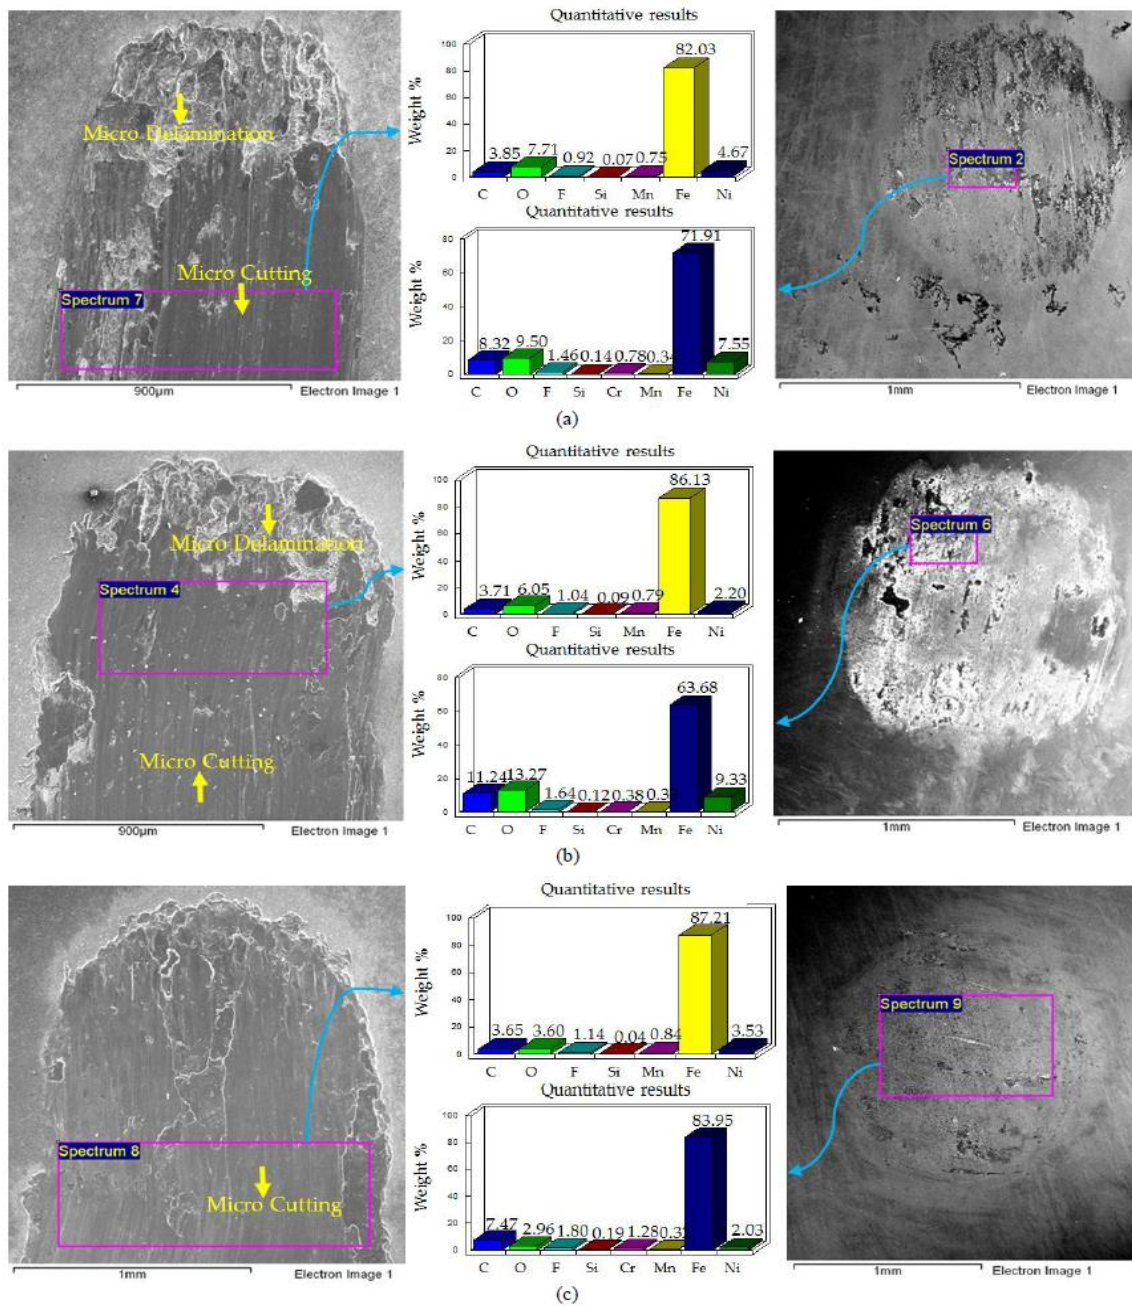 Micro Delamination
Micro Cutting
Spectrum 7
900µm
Electron Image 1
Quantitative results
Weight %
100
80
60
40
20
0
3.85 7.71 0.92 0.07 0.75 82.03 4.67
C O F Si Mn Fe Ni
Quantitative results
Weight %
80
60
40
20
0
8.32 9.50 1.46 0.14 0.78 0.34 71.91 7.55
C O F Si Cr Mn Fe Ni
Spectrum 2
1mm
Electron Image 1
(a)
Micro Delamination
Spectrum 4
Micro Cutting
900µm
Electron Image 1
Quantitative results
Weight %
100
80
60
40
20
0
3.71 6.05 1.04 0.09 0.79 86.13 2.20
C O F Si Mn Fe Ni
Quantitative results
Weight %
80
60
40
20
0
11.24 13.27 1.64 0.12 0.38 63.68 9.33
C O F Si Cr Mn Fe Ni
Spectrum 6
1mm
Electron Image 1
(b)
Spectrum 8
Micro Cutting
1mm
Electron Image 1
Quantitative results
Weight %
100
80
60
40
20
0
3.65 3.60 1.14 0.04 0.84 87.21 3.53
C O F Si Mn Fe Ni
Quantitative results
Weight %
100
80
60
40
20
0
7.47 2.96 1.80 0.19 1.28 83.95 2.03
C O F Si Cr Mn Fe Ni
Spectrum 9
1mm
Electron Image 1
(c)